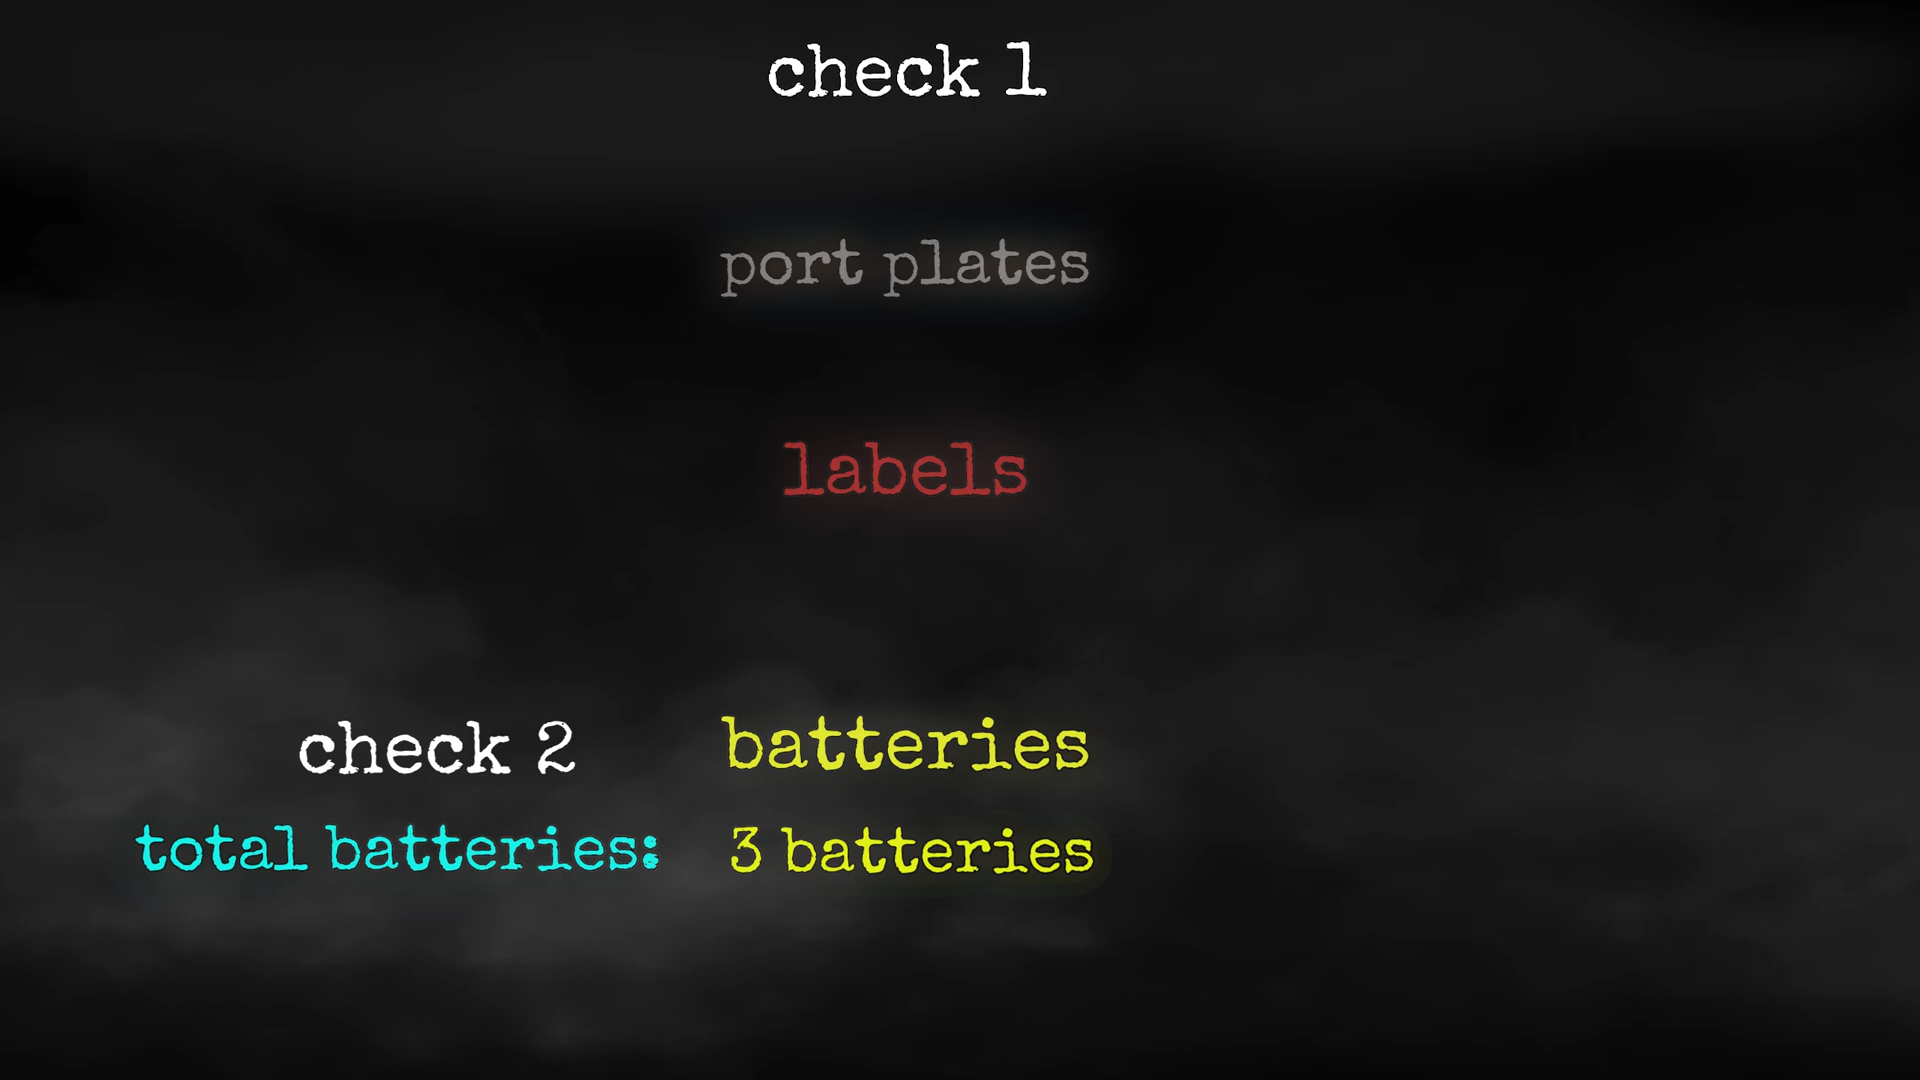 check 1
port plates
labels
check 2 batteries
total batteries: 3 batteries